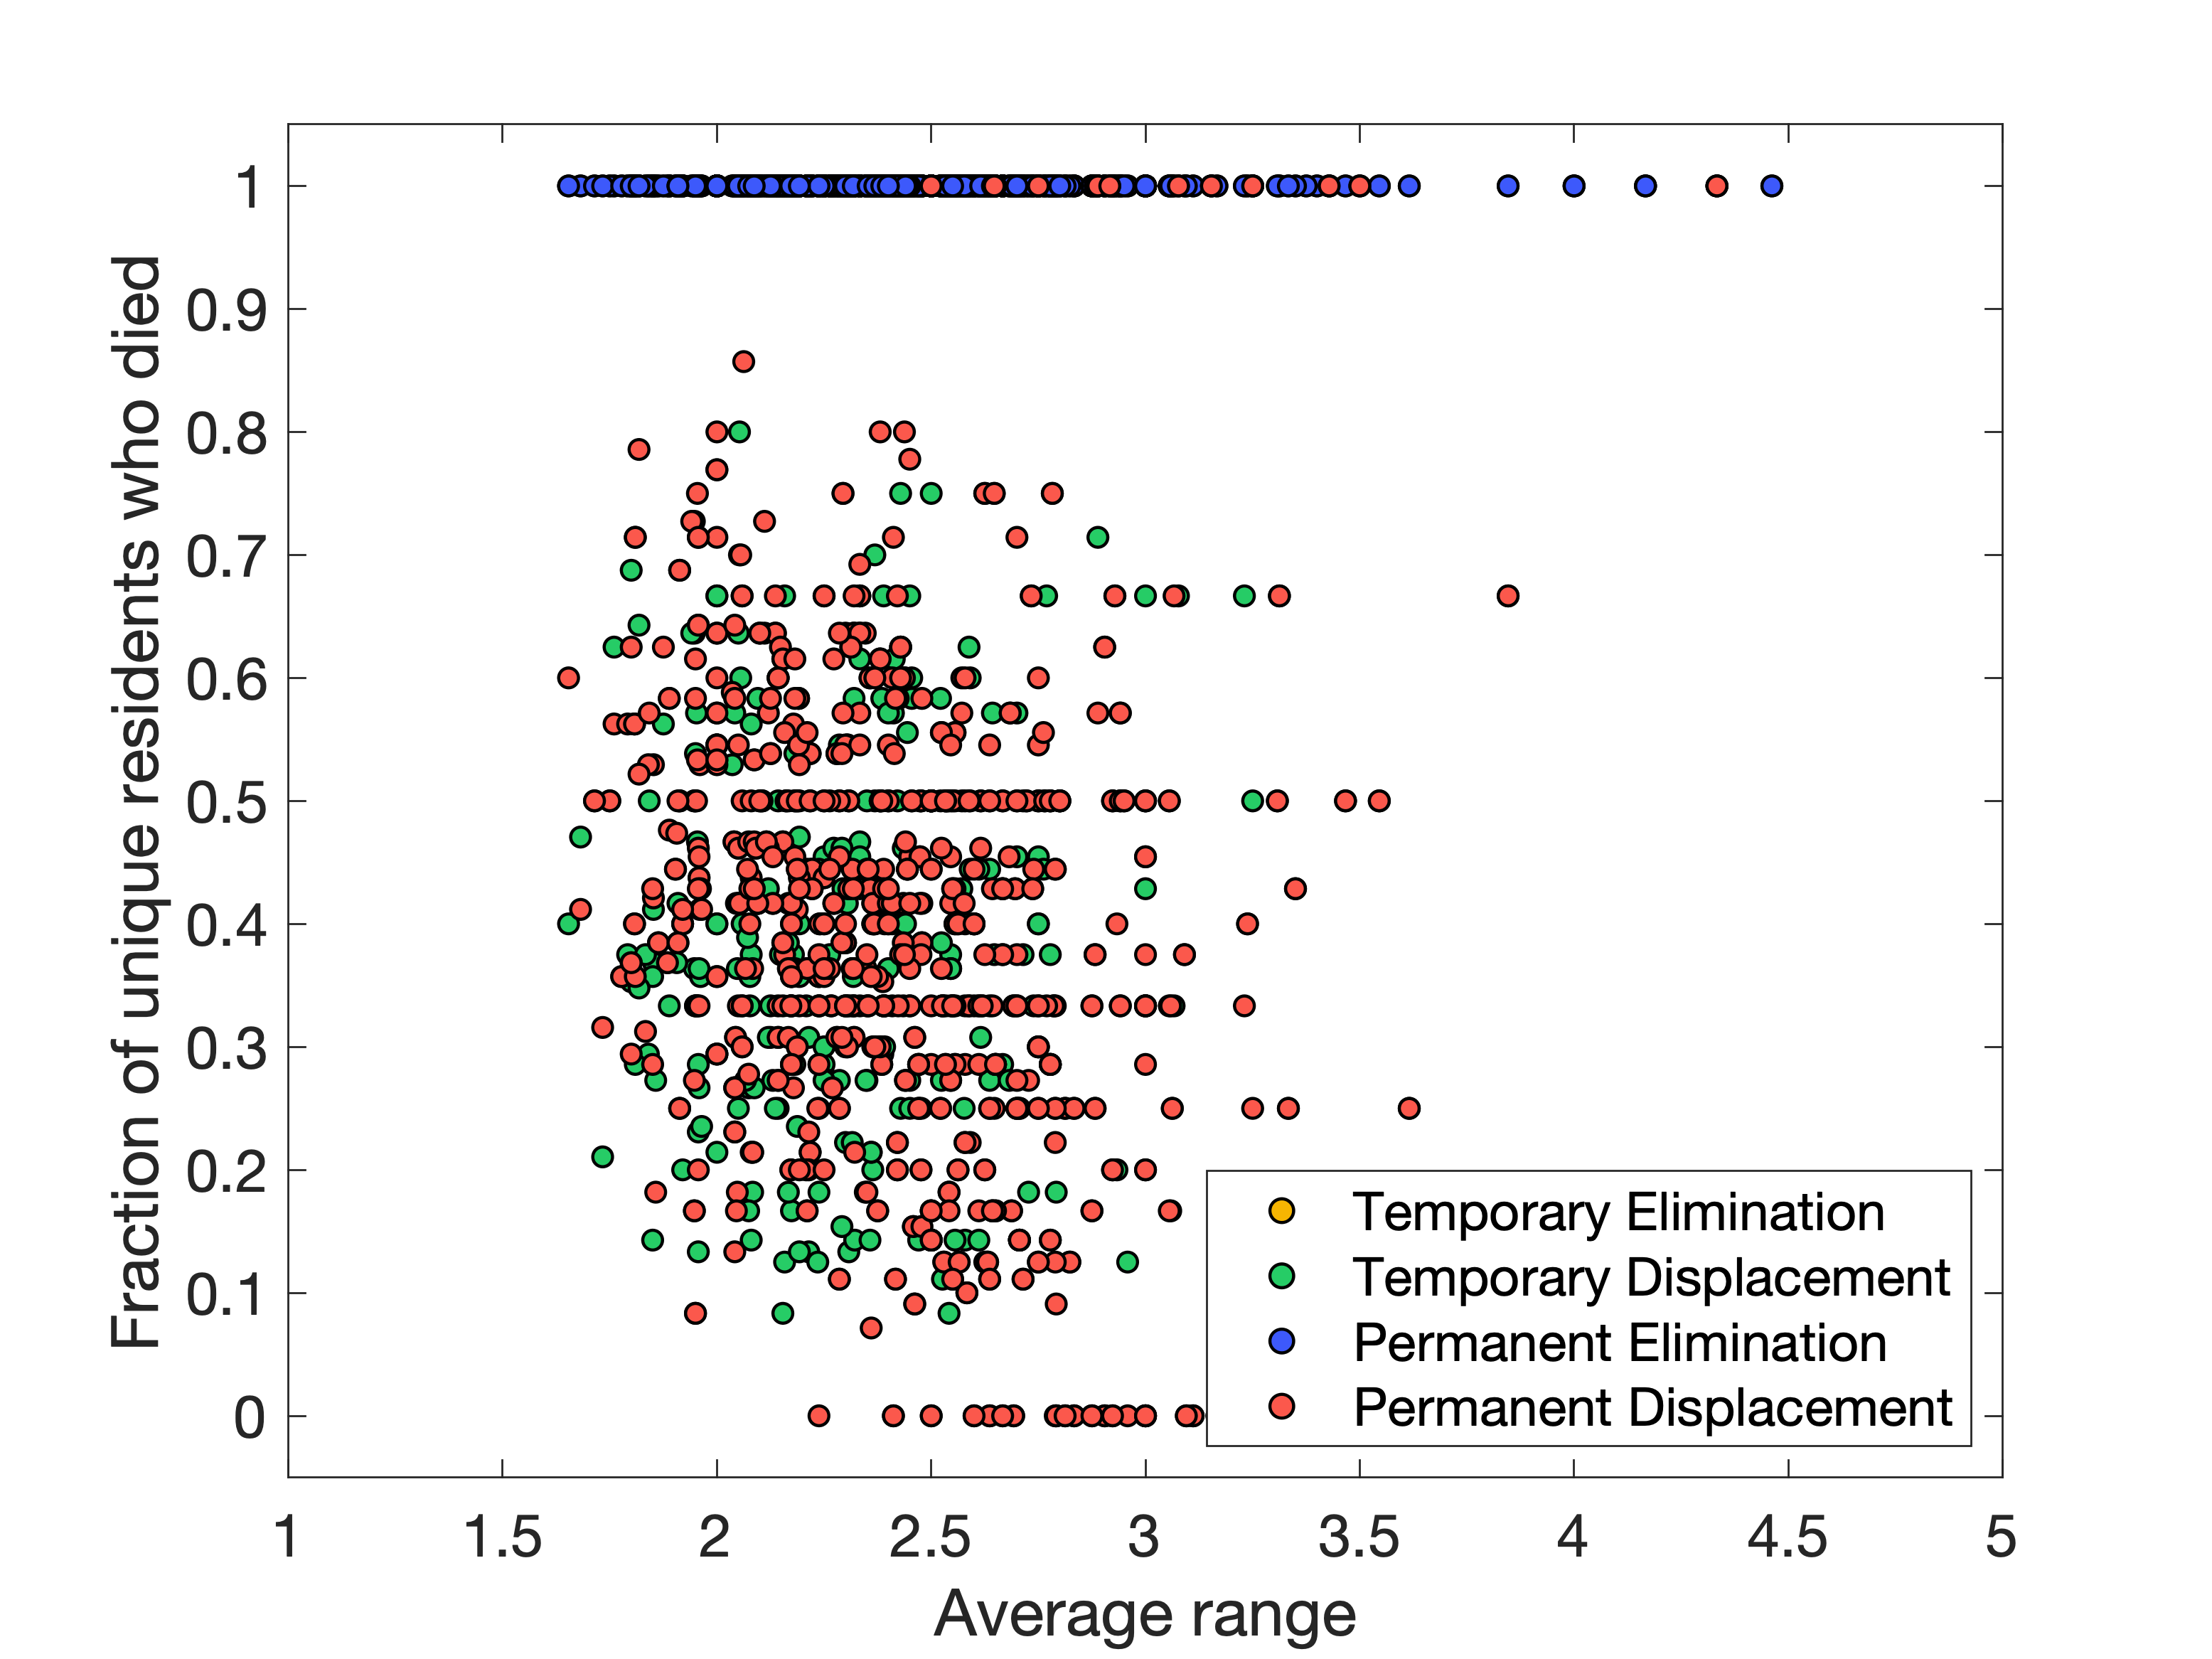 Fraction of unique residents who died
1
0.9
0.8
0.7
0.6
0.5
0.4
0.3
0.2
0.1
0
Temporary Elimination
Temporary Displacement
Permanent Elimination
Permanent Displacement
1 1.5 2 2.5 3 3.5 4 4.5 5
Average range